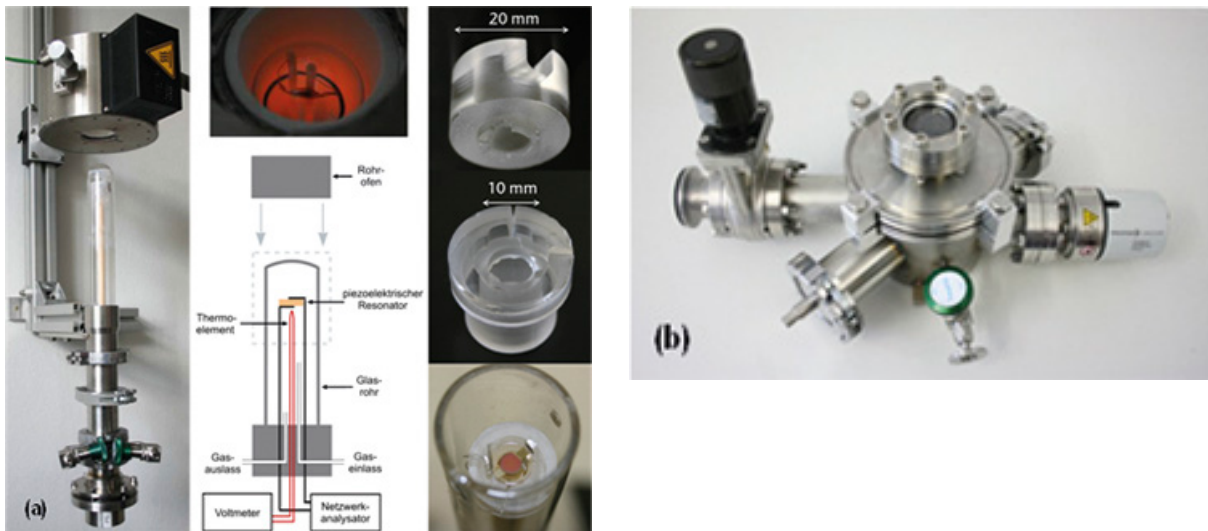 20 mm
Rohr-
ofen
10 mm
piezoelektrischer
Resonator
Thermo-
element
Glas-
rohr
Gas-
auslass
Gas-
einlass
Voltmeter
Netzwerk-
analysator
(a)
(b)